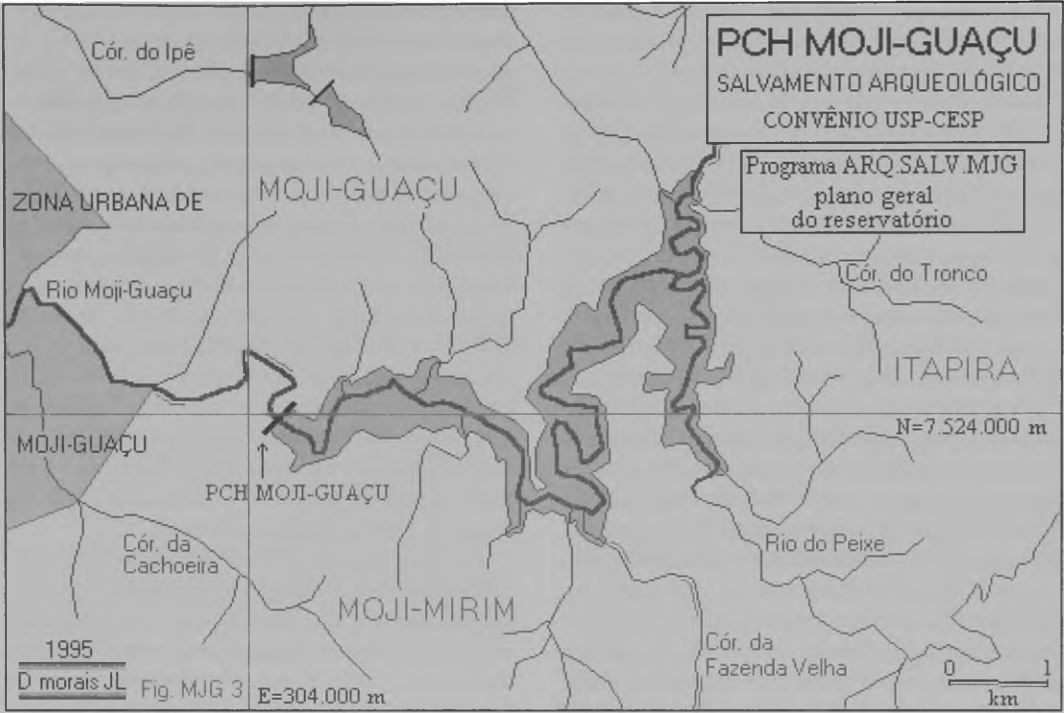 PCH MOJI-GUAÇU
SALVAMENTO ARQUEOLÓGICO
CONVÊNIO USP-CESP
Programa ARQ.SALV.MJG
plano geral
do reservatório
Cór. do Ipê
MOJI-GUAÇU
ZONA URBANA DE
Rio Moji-Guaçu
Cór. do Tronco
ITAPIRA
N=7.524.000 m
MOJI-GUAÇU
PCH MOJI-GUAÇU
Cór. da
Cachoeira
Rio do Peixe
MOJI-MIRIM
Cór. da
Fazenda Velha
1995
D morais JL
Fig. MJG 3
E=304.000 m
0 1
km